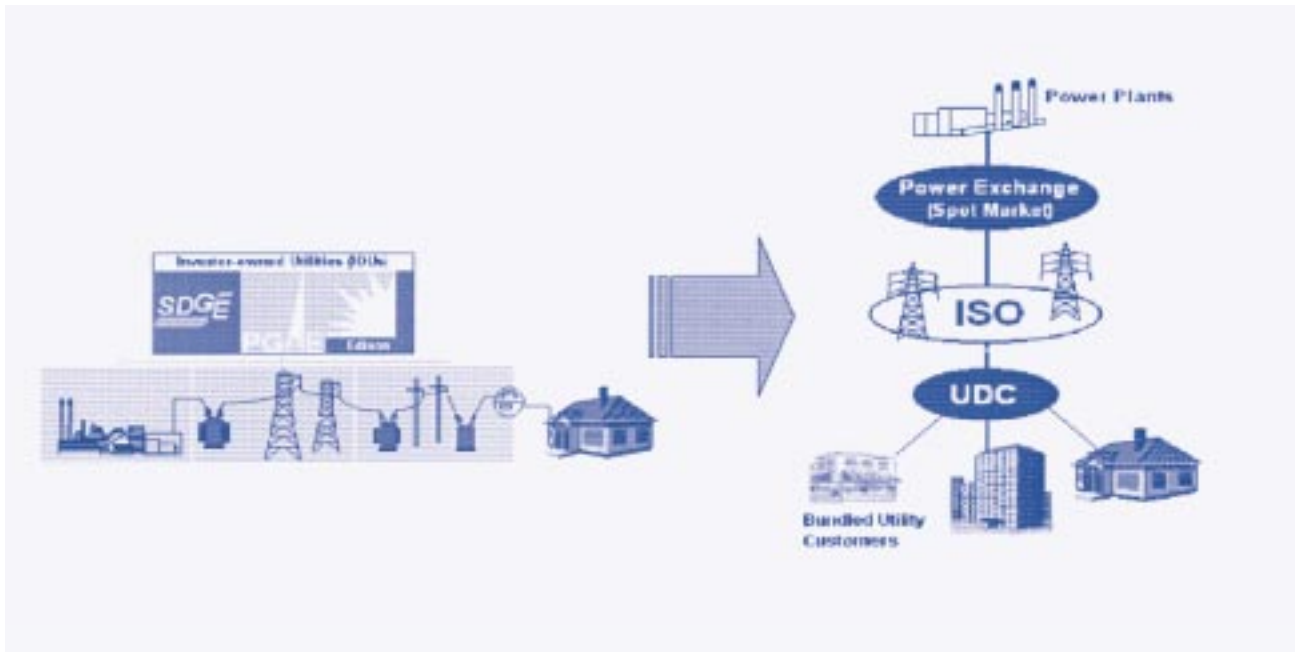 Investor-owned Utilities (IOUs)
SDGE
PG&E
Edison
Power Plants
Power Exchange
(Spot Market)
ISO
UDC
Bundled Utility
Customers